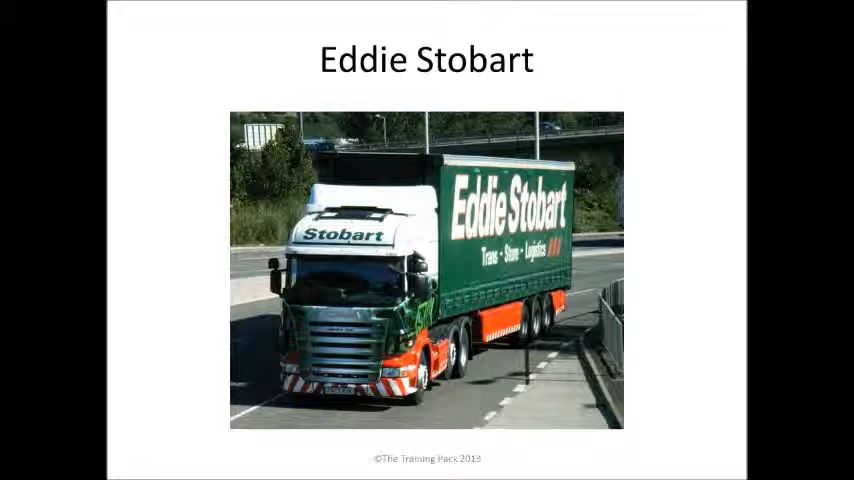 Eddie Stobart
Stobart
Eddie Stobart
Trans - Store - Logistics
©The Training Pack 2013